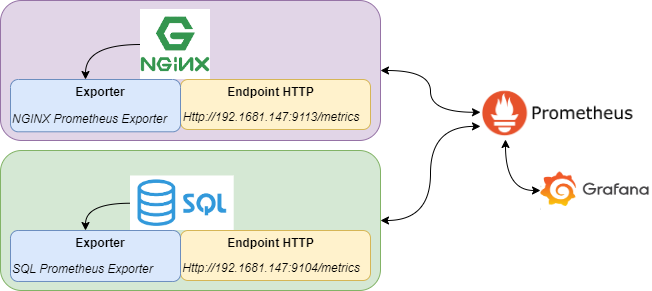 NGINX
Exporter
Endpoint HTTP
NGINX Prometheus Exporter
Http://192.1681.147:9113/metrics
Prometheus
SQL
Exporter
Endpoint HTTP
SQL Prometheus Exporter
Http://192.1681.147:9104/metrics
Grafana